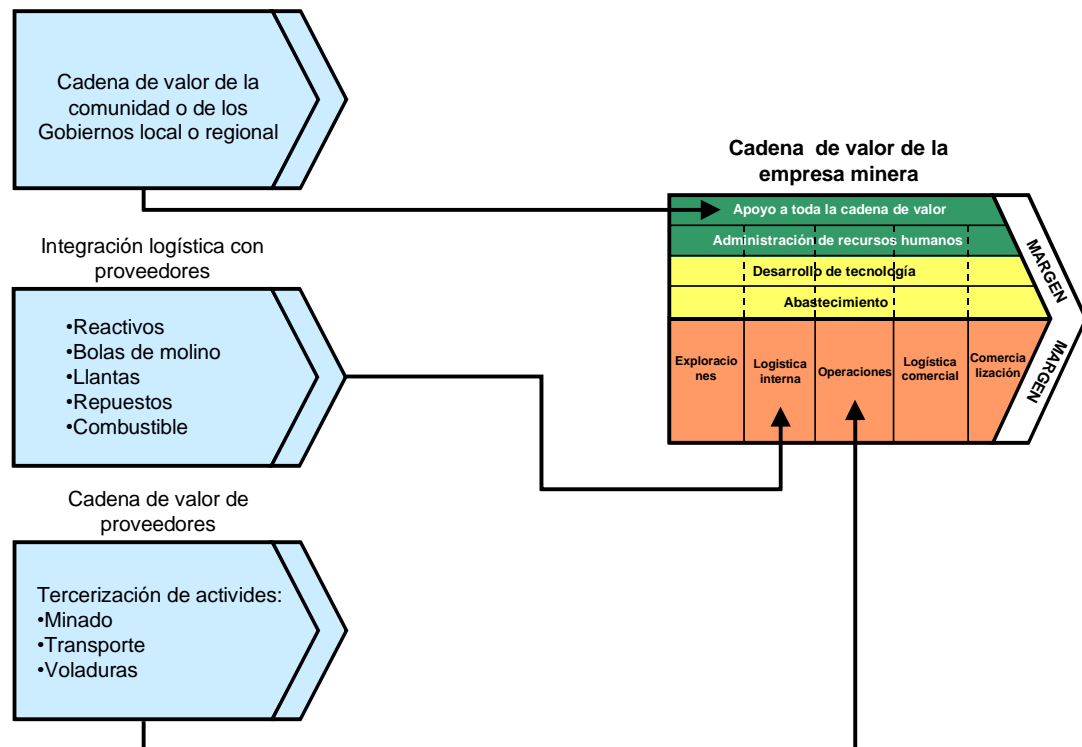 Cadena de valor de la
comunidad o de los
Gobiernos local o regional
Integración logística con
proveedores
•Reactivos
•Bolas de molino
•Llantas
•Repuestos
•Combustible
Cadena de valor de
proveedores
Tercerización de activides:
•Minado
•Transporte
•Voladuras
Cadena de valor de la
empresa minera
Apoyo a toda la cadena de valor
Administración de recursos humanos
Desarrollo de tecnología
Abastecimiento
Exploracio
nes
Logistica
interna
Operaciones
Logística
comercial
Comercia
lización
MARGEN
MARGEN